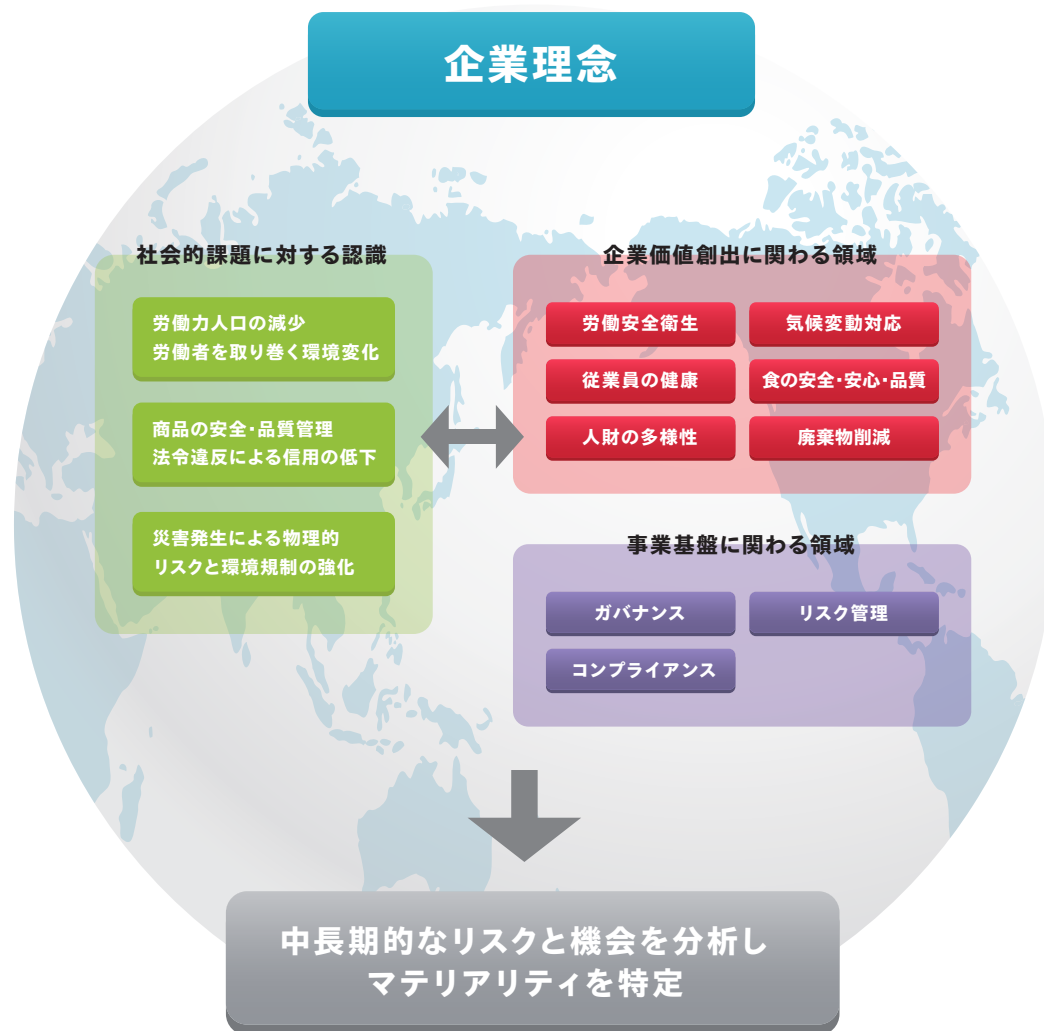 企業理念
社会的課題に対する認識
労働力人口の減少
労働者を取り巻く環境変化
商品の安全・品質管理
法令違反による信用の低下
災害発生による物理的
リスクと環境規制の強化
企業価値創出に関わる領域
労働安全衛生
気候変動対応
従業員の健康
食の安全・安心・品質
人財の多様性
廃棄物削減
事業基盤に関わる領域
ガバナンス
リスク管理
コンプライアンス
中長期的なリスクと機会を分析し
マテリアリティを特定